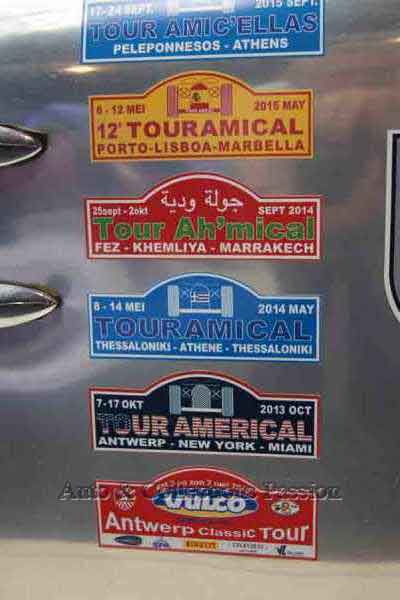 17-24 SEPT. 2015 SEPT.
TOUR AMIC'ELLAS
PELEPONNESOS - ATHENS
6 - 12 MEI 2015 MAY
12e TOURAMICAL
PORTO-LISBOA-MARBELLA
جولة ودية
25sept - 2okt SEPT 2014
Tour Ah'mical
FEZ - KHEMLIYA - MARRAKECH
8 - 14 MEI 2014 MAY
TOURAMICAL
THESSALONIKI - ATHENE - THESSALONIKI
7-17 OKT 2013 OCT
TOUR AMERICAL
ANTWERP - NEW YORK - MIAMI
VULCO
Auto's & Collections Passion
Antwerp Classic Tour
PIRELLI